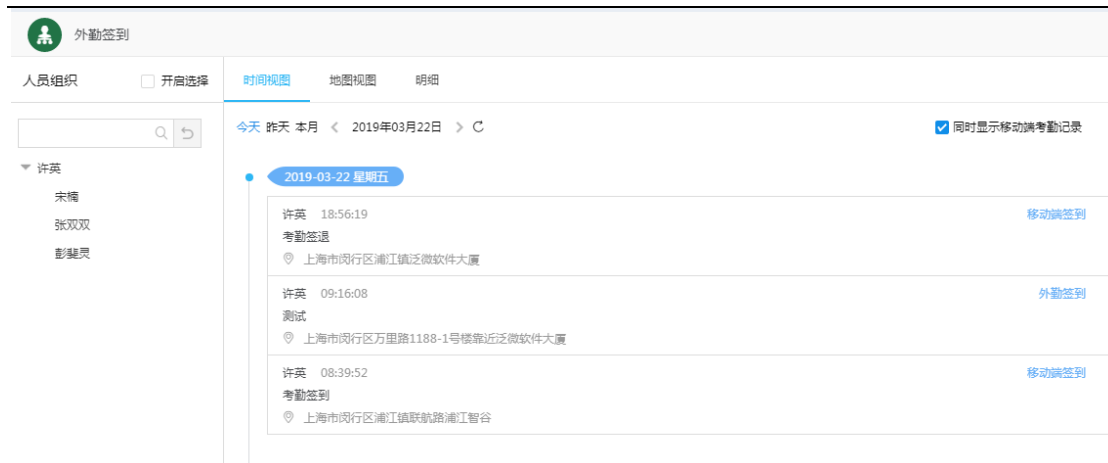 外勤签到
人员组织 开启选择 时间视图 地图视图 明细
今天 昨天 本月 2019年03月22日 同时显示移动端考勤记录
许英
宋楠
张双双
彭斐灵
2019-03-22 星期五
许英 18:56:19 移动端签到
考勤签退
上海市闵行区浦江镇泛微软件大厦
许英 09:16:08 外勤签到
测试
上海市闵行区万里路1188-1号楼靠近泛微软件大厦
许英 08:39:52 移动端签到
考勤签到
上海市闵行区浦江镇联航路浦江智谷